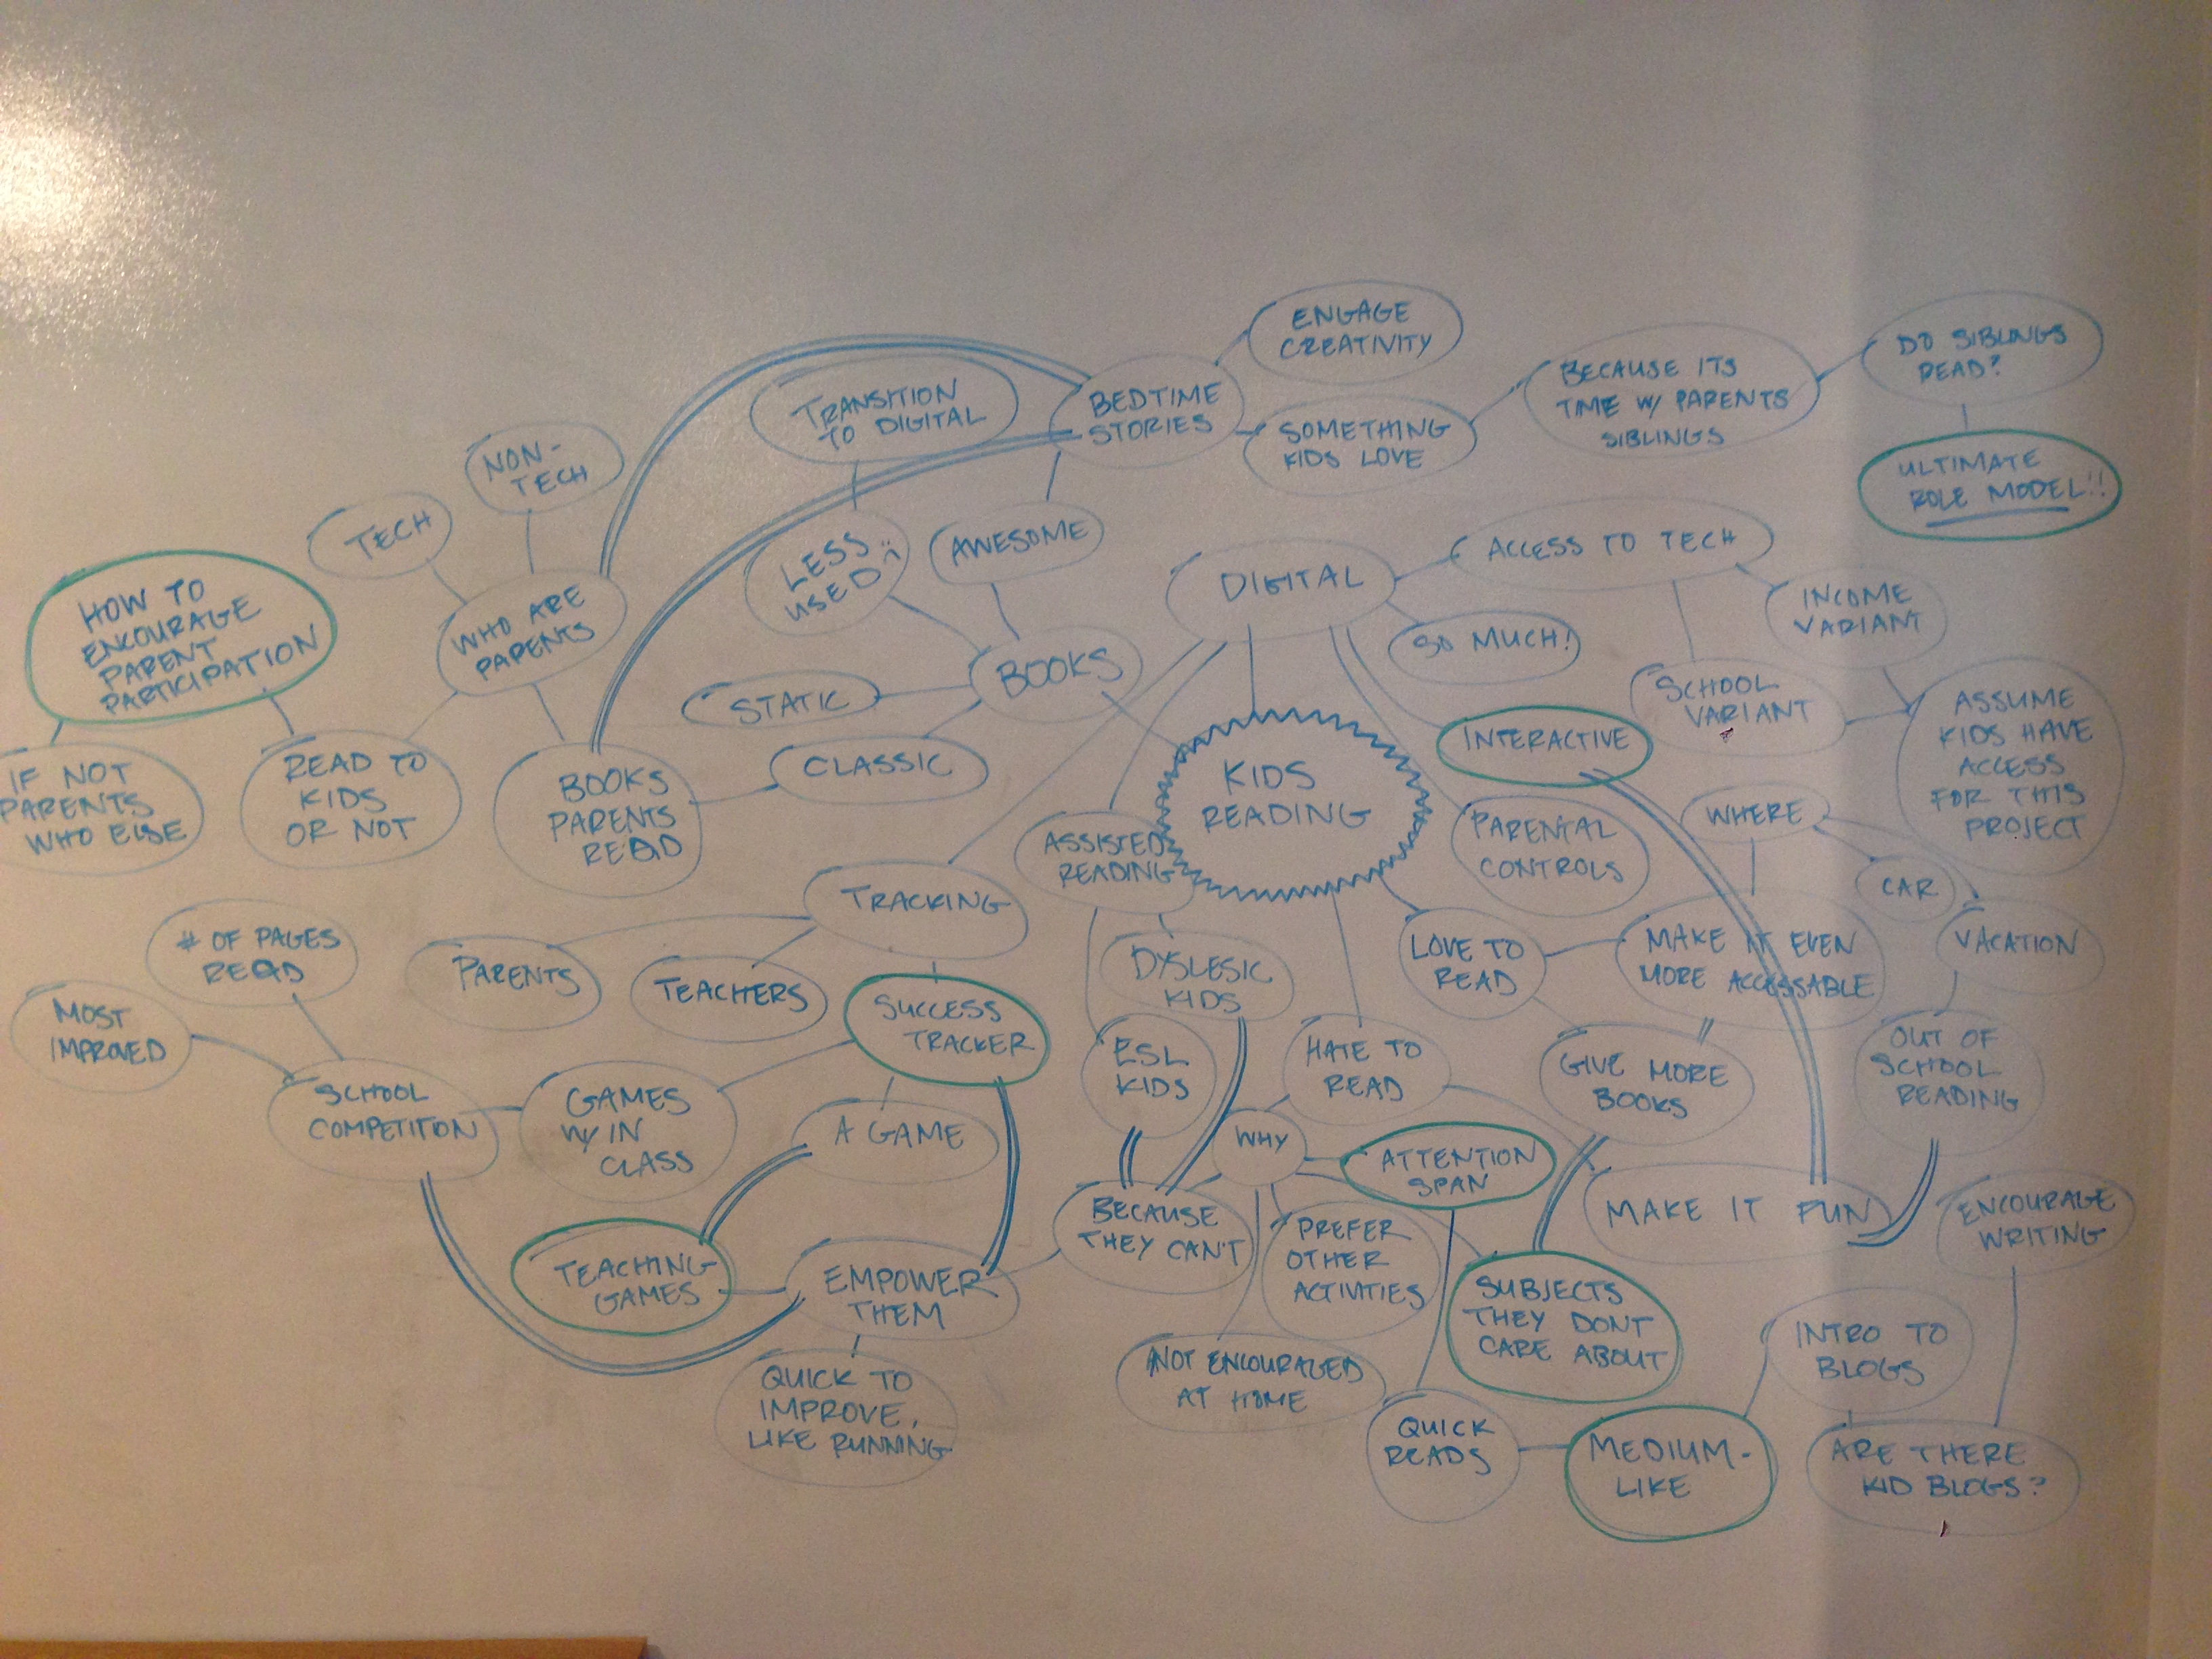 ENGAGE
CREATIVITY
DO SIBLINGS
READ?
BECAUSE ITS
TIME W/ PARENTS
SIBLINGS
TRANSITION
TO DIGITAL
BEDTIME
STORIES
SOMETHING
KIDS LOVE
ULTIMATE
ROLE MODEL!!
NON-
TECH
TECH
LESS
USED :(
AWESOME
DIGITAL
ACCESS TO TECH
INCOME
VARIANT
HOW TO
ENCOURAGE
PARENT
PARTICIPATION
WHO ARE
PARENTS
BOOKS
SO MUCH!
SCHOOL
VARIANT
ASSUME
KIDS HAVE
ACCESS
FOR THIS
PROJECT
STATIC
CLASSIC
INTERACTIVE
IF NOT
PARENTS
WHO ELSE
READ TO
KIDS
OR NOT
BOOKS
PARENTS
READ
KIDS
READING
WHERE
ASSISTED
READING
PARENTAL
CONTROLS
CAR
TRACKING
VACATION
# OF PAGES
READ
PARENTS
TEACHERS
DYSLESIC
KIDS
LOVE TO
READ
MAKE IT EVEN
MORE ACCESSABLE
MOST
IMPROVED
SUCCESS
TRACKER
ESL
KIDS
HATE TO
READ
GIVE MORE
BOOKS
OUT OF
SCHOOL
READING
SCHOOL
COMPETITON
GAMES
W/ IN
CLASS
A GAME
WHY
ATTENTION
SPAN
MAKE IT FUN
ENCOURAGE
WRITING
BECAUSE
THEY CAN'T
PREFER
OTHER
ACTIVITIES
TEACHING
GAMES
EMPOWER
THEM
SUBJECTS
THEY DONT
CARE ABOUT
INTRO TO
BLOGS
NOT ENCOURAGED
AT HOME
QUICK TO
IMPROVE,
LIKE RUNNING
QUICK
READS
MEDIUM-
LIKE
ARE THERE
KID BLOGS?